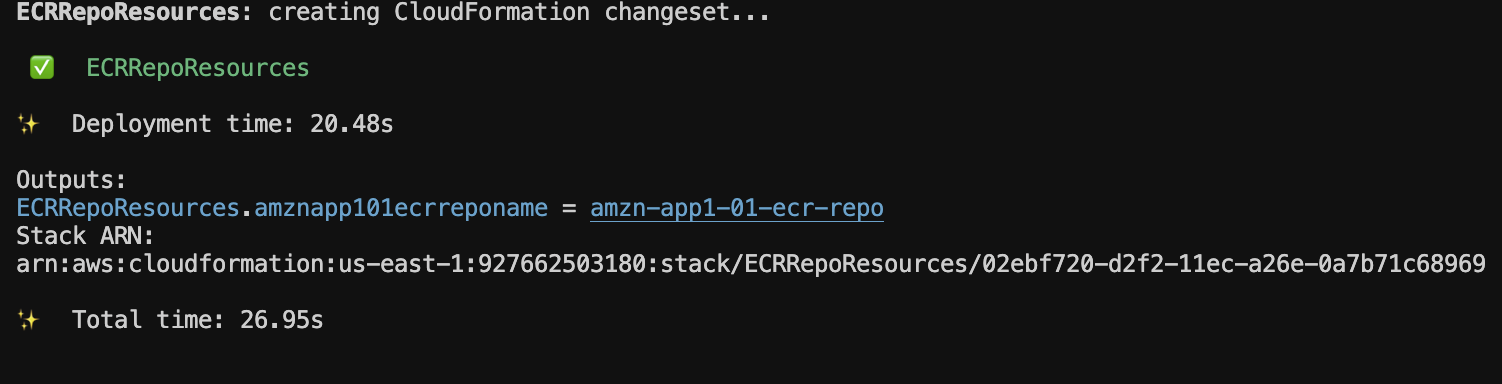 ECRRepoResources: creating CloudFormation changeset...
✅ ECRRepoResources
✨ Deployment time: 20.48s
Outputs:
ECRRepoResources.amznapp101ecrreponame = amzn-app1-01-ecr-repo
Stack ARN:
arn:aws:cloudformation:us-east-1:927662503180:stack/ECRRepoResources/02ebf720-d2f2-11ec-a26e-0a7b71c68969
✨ Total time: 26.95s